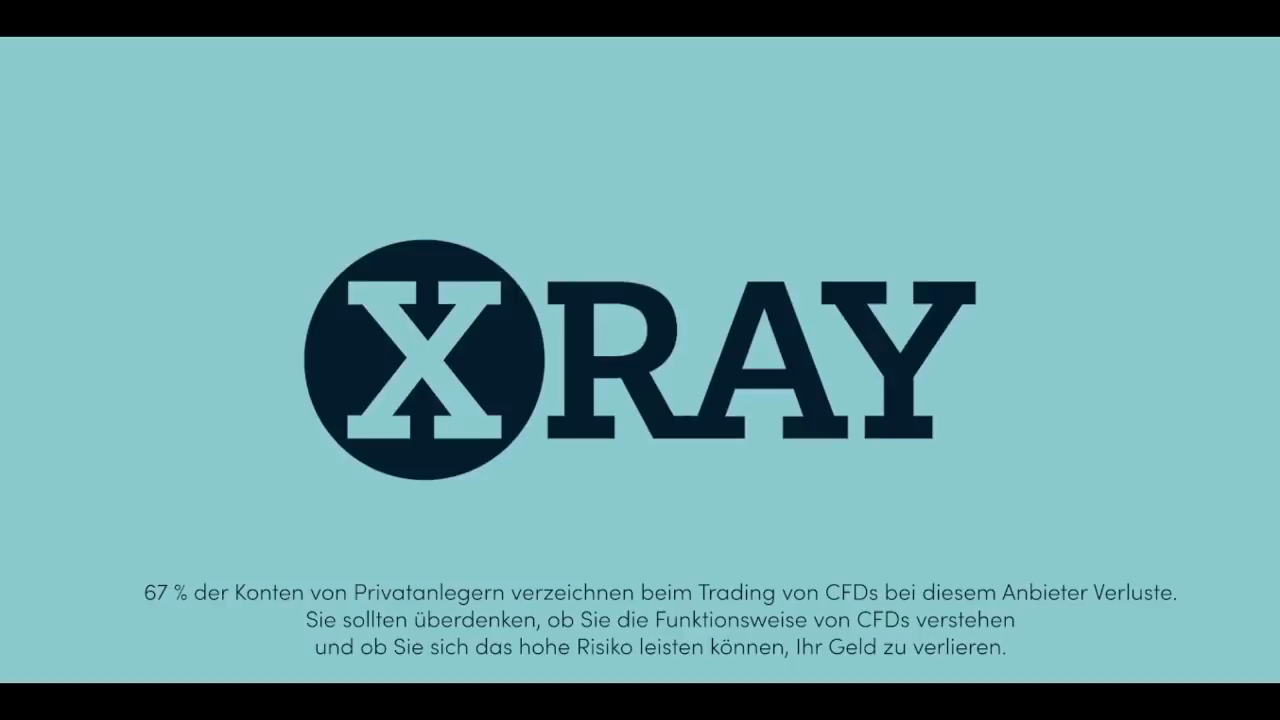 XRAY
67 % der Konten von Privatanlegern verzeichnen beim Trading von CFDs bei diesem Anbieter Verluste.
Sie sollten überdenken, ob Sie die Funktionsweise von CFDs verstehen
und ob Sie sich das hohe Risiko leisten können, Ihr Geld zu verlieren.